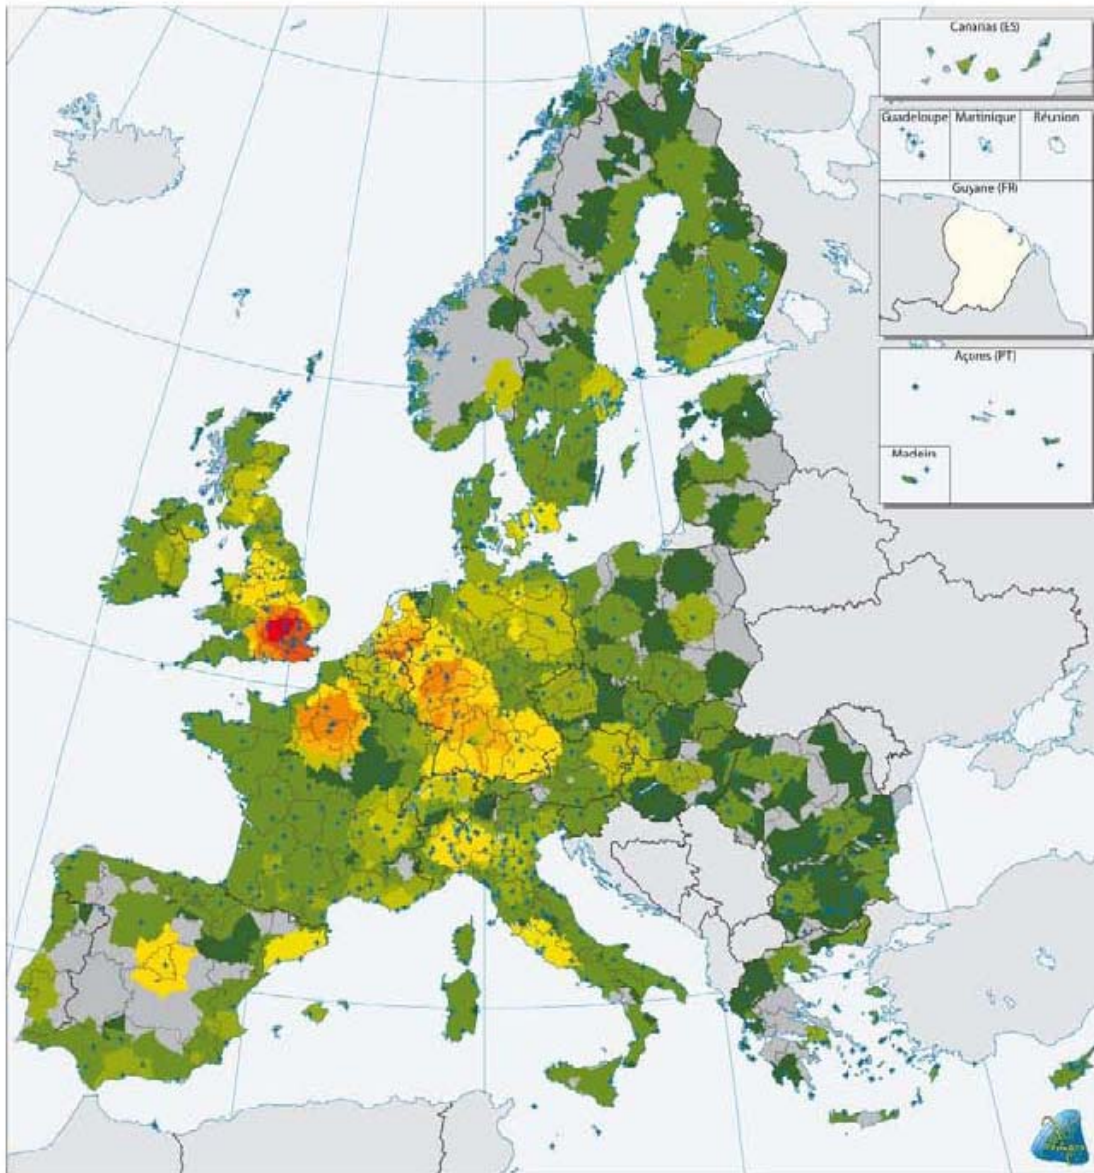 Canarias (ES)
Guadeloupe
Martinique
Réunion
Guyane (FR)
Açores (PT)
Madeira